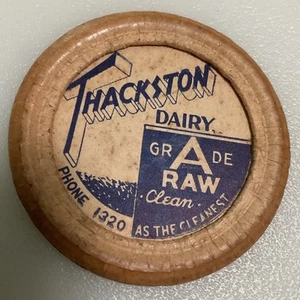 THACKSTON
DAIRY
GRADE
RAW
Clean.
AS THE CLEANEST
PHONE 1320